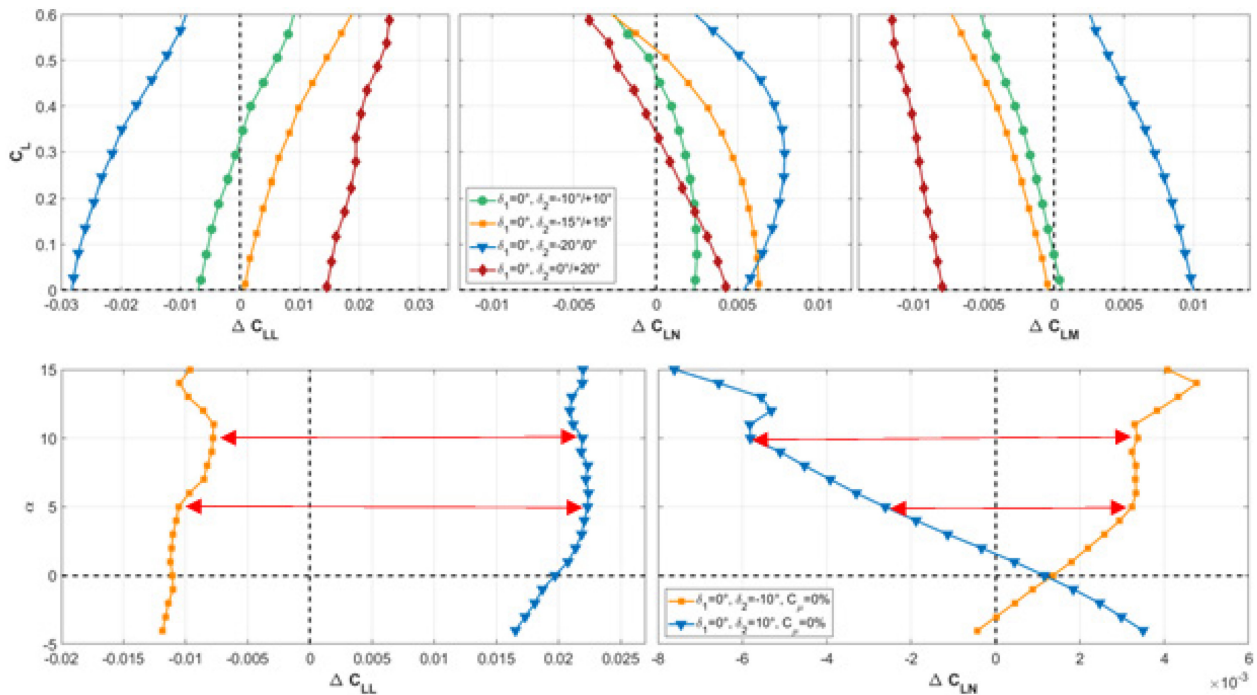 0.6
0.5
0.4
0.3
0.2
0.1
0
C_L
-0.03 -0.02 -0.01 0 0.01 0.02 0.03
Δ C_LL
δ₁=0°, δ₂=-10°/+10°
δ₁=0°, δ₂=-15°/+15°
δ₁=0°, δ₂=-20°/0°
δ₁=0°, δ₂=0°/+20°
-0.01 -0.005 0 0.005 0.01
Δ C_LN
-0.01 -0.005 0 0.005 0.01
Δ C_LM
15
10
5
0
-5
α
-0.02 -0.015 -0.01 -0.005 0 0.005 0.01 0.015 0.02 0.025
Δ C_LL
δ₁=0°, δ₂=-10°, C_μ=0%
δ₁=0°, δ₂=10°, C_μ=0%
-8 -6 -4 -2 0 2 4 6
×10⁻³
Δ C_LN